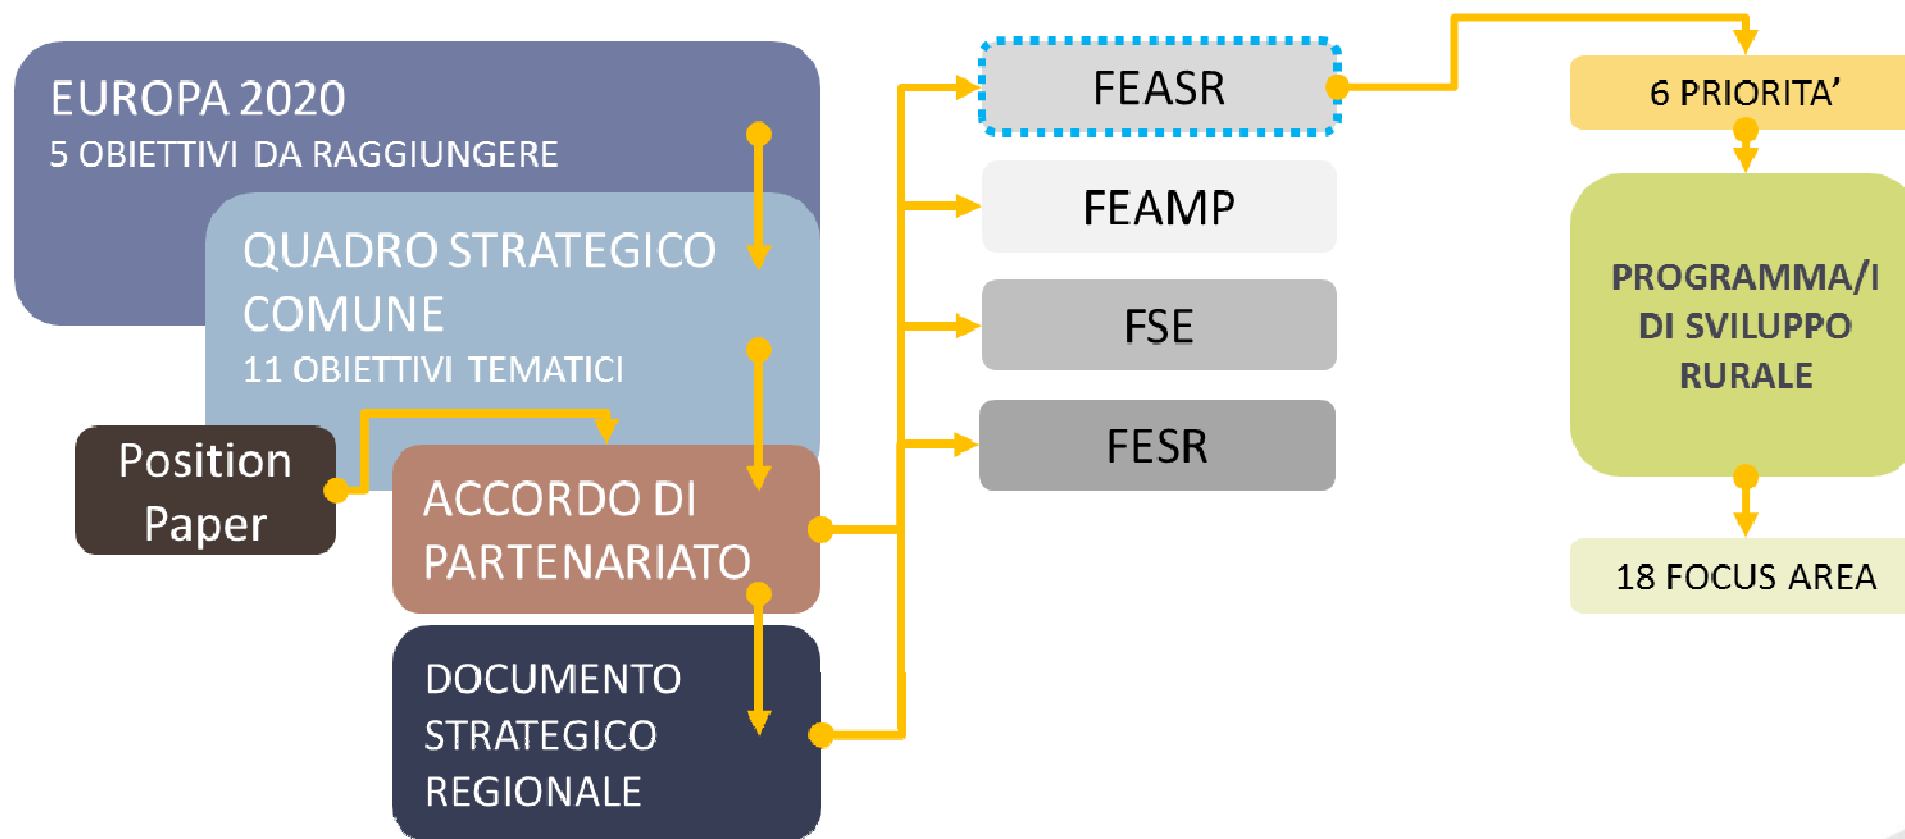 EUROPA 2020
5 OBIETTIVI DA RAGGIUNGERE
QUADRO STRATEGICO
COMUNE
11 OBIETTIVI TEMATICI
Position
Paper
ACCORDO DI
PARTENARIATO
DOCUMENTO
STRATEGICO
REGIONALE
FEASR
FEAMP
FSE
FESR
6 PRIORITA’
PROGRAMMA/I
DI SVILUPPO
RURALE
18 FOCUS AREA